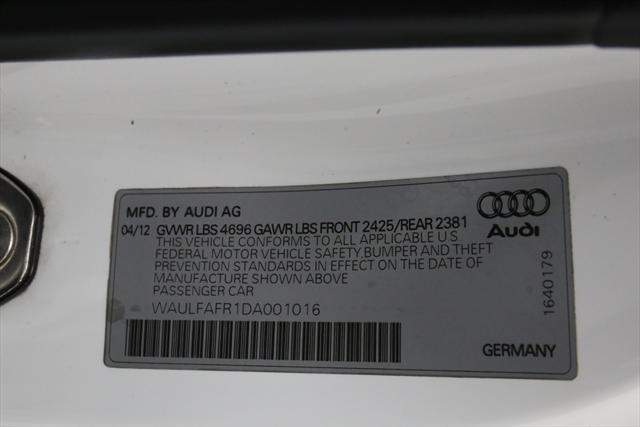 MFD. BY AUDI AG
04/12 GVWR LBS 4696 GAWR LBS FRONT 2425/REAR 2381
THIS VEHICLE CONFORMS TO ALL APPLICABLE U S
FEDERAL MOTOR VEHICLE SAFETY,BUMPER AND THEFT
PREVENTION STANDARDS IN EFFECT ON THE DATE OF
MANUFACTURE SHOWN ABOVE
PASSENGER CAR
WAULFAFR1DA001016
Audi
1640179
GERMANY